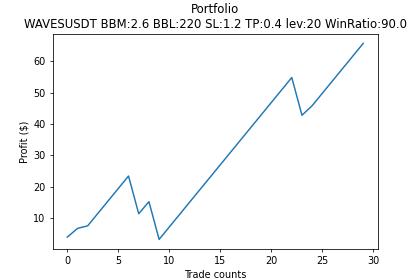 Portfolio
WAVESUSDT BBM:2.6 BBL:220 SL:1.2 TP:0.4 lev:20 WinRatio:90.0
Profit ($)
60
50
40
30
20
10
0 5 10 15 20 25 30
Trade counts